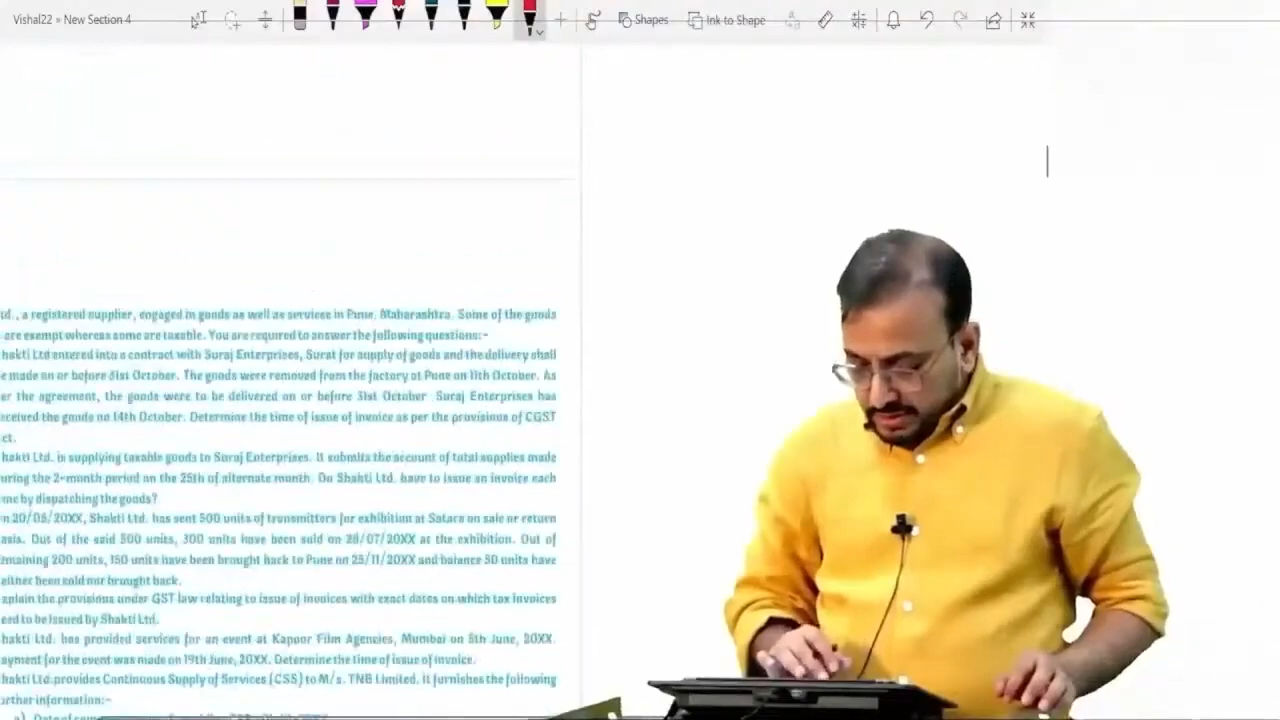 Vishal22 » New Section 4
Shapes
Ink to Shape
td., a registered supplier, engaged in goods as well as services in Pune, Maharashtra. Some of the goods
are exempt whereas some are taxable. You are required to answer the following questions:-
hakti Ltd entered into a contract with Suraj Enterprises, Surat for supply of goods and the delivery shall
e made on or before 31st October. The goods were removed from the factory at Pune on 11th October. As
er the agreement, the goods were to be delivered on or before 31st October. Suraj Enterprises has
eceived the goods on 14th October. Determine the time of issue of invoice as per the provisions of CGST
ct.
hakti Ltd. is supplying taxable goods to Suraj Enterprises. It submits the account of total supplies made
uring the 2-month period on the 25th of alternate month. Do Shakti Ltd. have to issue an invoice each
me by dispatching the goods?
n 20/05/20XX, Shakti Ltd. has sent 500 units of transmitters for exhibition at Satara on sale or return
asis. Out of the said 500 units, 300 units have been sold on 28/07/20XX at the exhibition. Out of
emaining 200 units, 150 units have been brought back to Pune on 25/11/20XX and balance 50 units have
either been sold nor brought back.
xplain the provisions under GST law relating to issue of invoices with exact dates on which tax invoices
eed to be issued by Shakti Ltd.
hakti Ltd. has provided services for an event at Kapoor Film Agencies, Mumbai on 5th June, 20XX.
ayment for the event was made on 19th June, 20XX. Determine the time of issue of invoice.
hakti Ltd provides Continuous Supply of Services (CSS) to M/s. TNB Limited. It furnishes the following
urther information:-
a) Date of